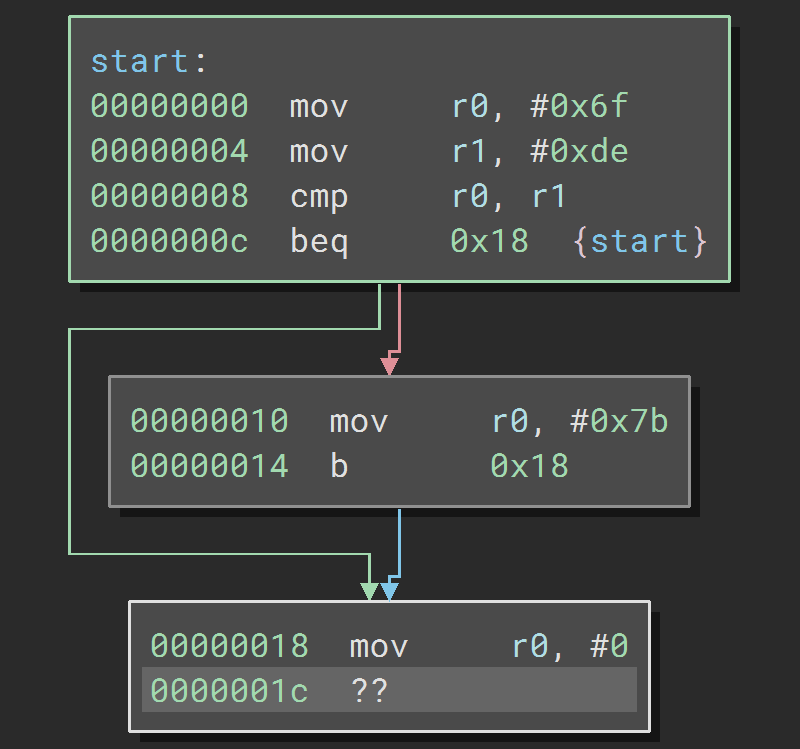 start:
00000000  mov     r0, #0x6f
00000004  mov     r1, #0xde
00000008  cmp     r0, r1
0000000c  beq     0x18  {start}
00000010  mov     r0, #0x7b
00000014  b       0x18
00000018  mov     r0, #0
0000001c  ??